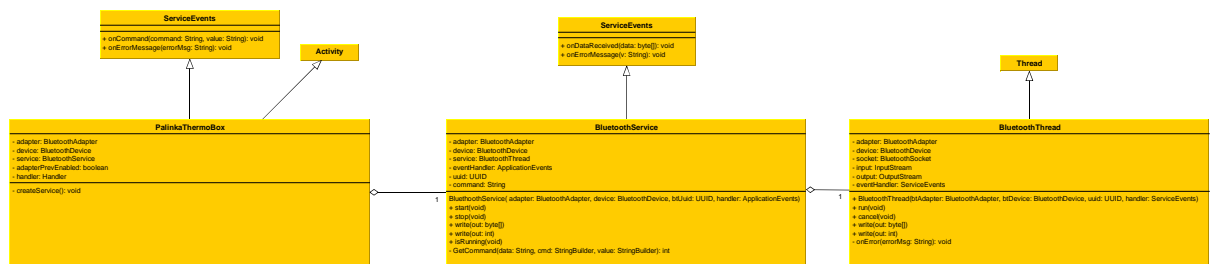 ServiceEvents
+ onCommand(command: String, value: String): void
+ onErrorMessage(errorMsg: String): void
Activity
ServiceEvents
+ onDataReceived(data: byte[]): void
+ onErrorMessage(v: String): void
Thread
PalinkaThermoBox
- adapter: BluetoothAdapter
- device: BluetoothDevice
- service: BluetoothService
- adapterPrevEnabled: boolean
- handler: Handler
- createService(): void
1
BluetoothService
- adapter: BluetoothAdapter
- device: BluetoothDevice
- service: BluetoothThread
- eventHandler: ApplicationEvents
- uuid: UUID
- command: String
BluethoothService( adapter: BluetoothAdapter, device: BluetoothDevice, btUuid: UUID, handler: ApplicationEvents)
+ start(void)
+ stop(void)
+ write(out: byte[])
+ write(out: int)
+ isRunning(void)
- GetCommand(data: String, cmd: StringBuilder, value: StringBuilder): int
1
BluetoothThread
- adapter: BluetoothAdapter
- device: BluetoothDevice
- socket: BluetoothSocket
- input: InputStream
- output: OutputStream
- eventHandler: ServiceEvents
+ BluetoothThread(btAdapter: BluetoothAdapter, btDevice: BluetoothDevice, uuid: UUID, handler: ServiceEvents)
+ run(void)
+ cancel(void)
+ write(out: byte[])
+ write(out: int)
- onError(errorMsg: String): void